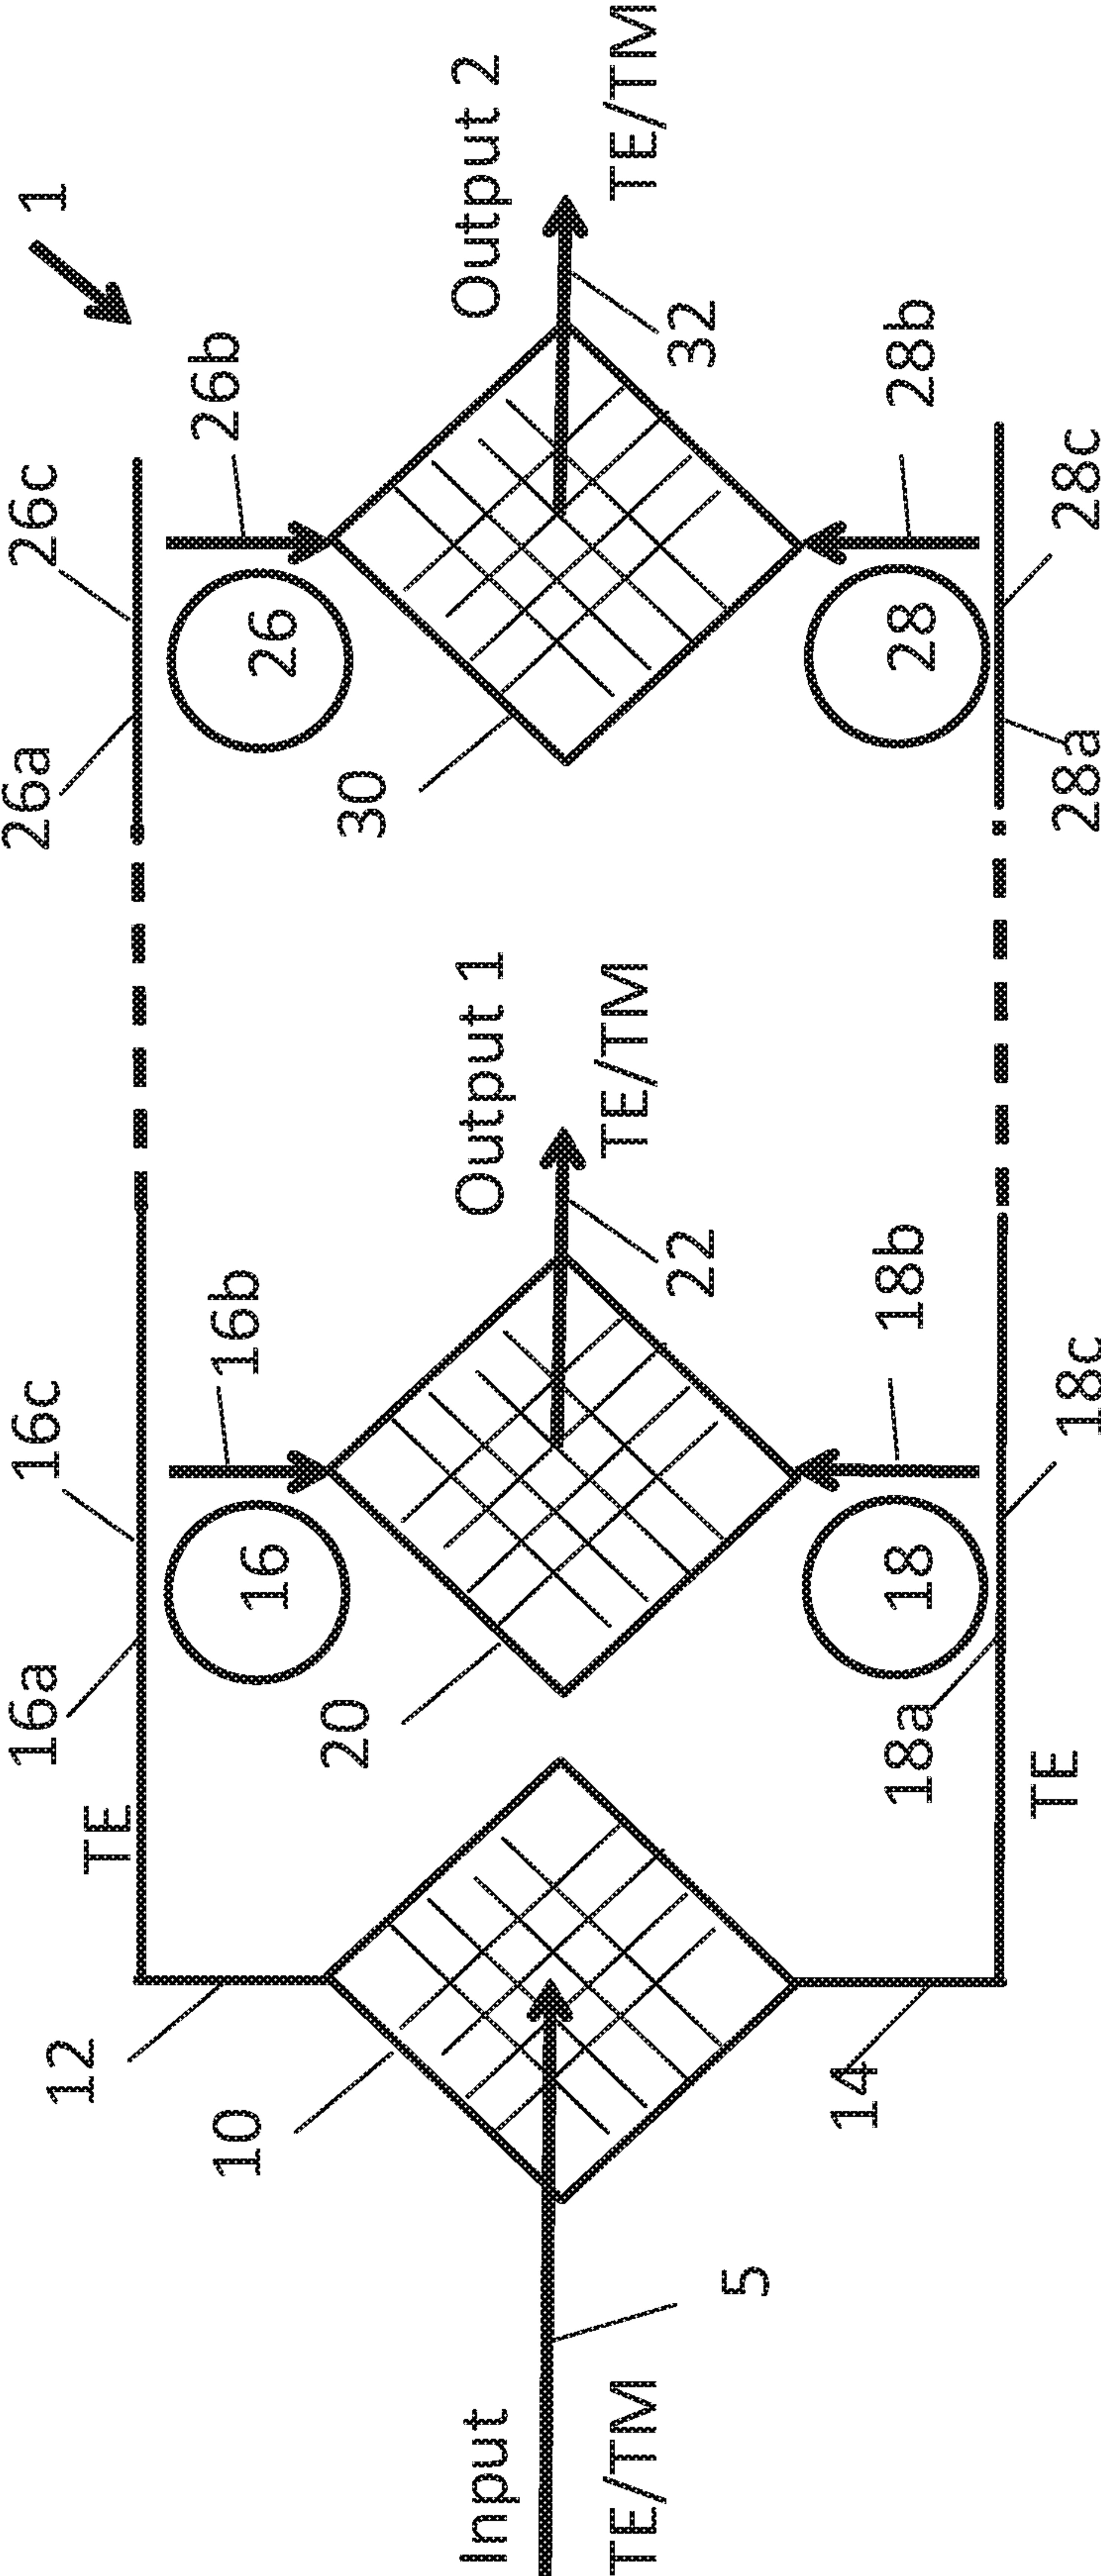 1
26a
26c
26b
26
30
Output 2
TE/TM
32
28b
28
28a
28c
16a
16c
16b
16
20
Output 1
TE/TM
22
18b
18
18a
18c
TE
TE
12
10
14
Input
TE/TM
5